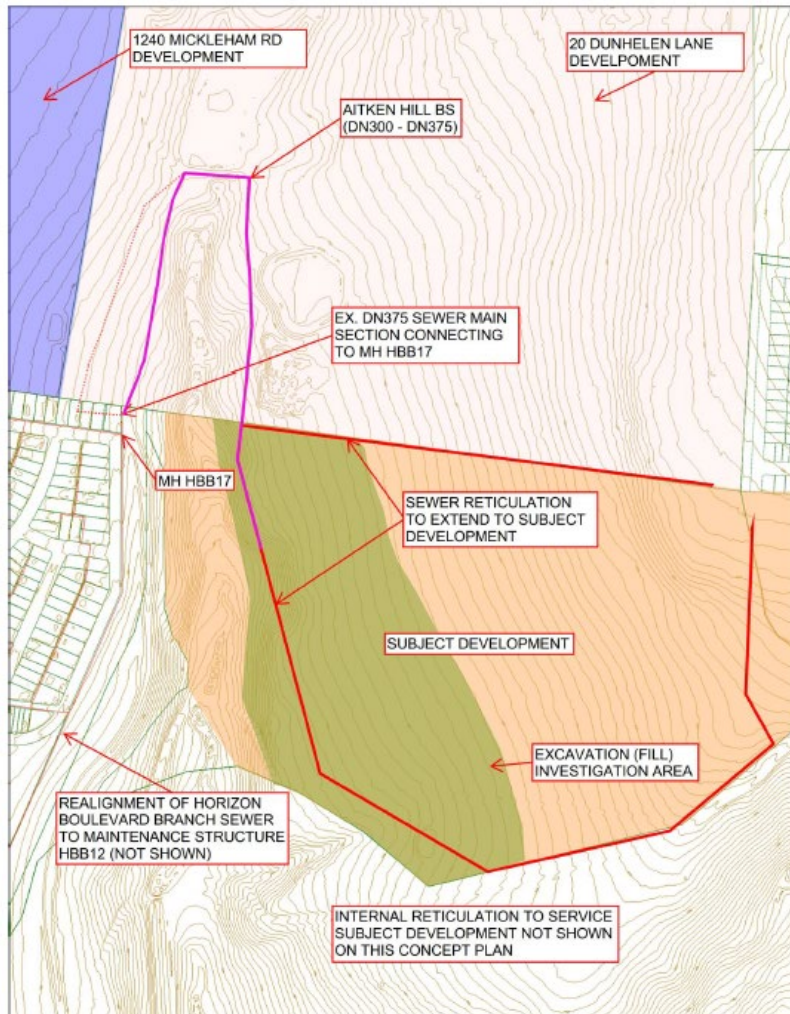 1240 MICKLEHAM RD
DEVELOPMENT
20 DUNHELEN LANE
DEVELPOMENT
AITKEN HILL BS
(DN300 - DN375)
EX. DN375 SEWER MAIN
SECTION CONNECTING
TO MH HBB17
MH HBB17
SEWER RETICULATION
TO EXTEND TO SUBJECT
DEVELOPMENT
SUBJECT DEVELOPMENT
EXCAVATION (FILL)
INVESTIGATION AREA
REALIGNMENT OF HORIZON
BOULEVARD BRANCH SEWER
TO MAINTENANCE STRUCTURE
HBB12 (NOT SHOWN)
INTERNAL RETICULATION TO SERVICE
SUBJECT DEVELOPMENT NOT SHOWN
ON THIS CONCEPT PLAN